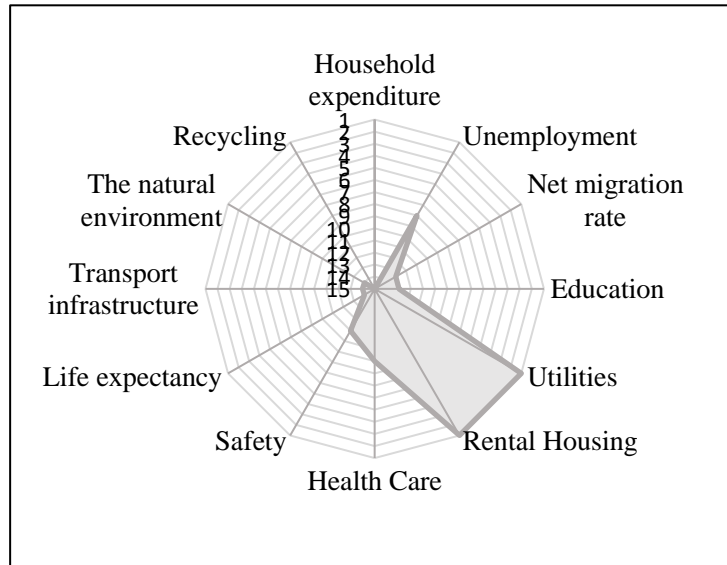 Household
expenditure
Unemployment
Net migration
rate
Education
Utilities
Rental Housing
Health Care
Safety
Life expectancy
Transport
infrastructure
The natural
environment
Recycling
1
2
3
4
5
6
7
8
9
10
11
12
13
14
15